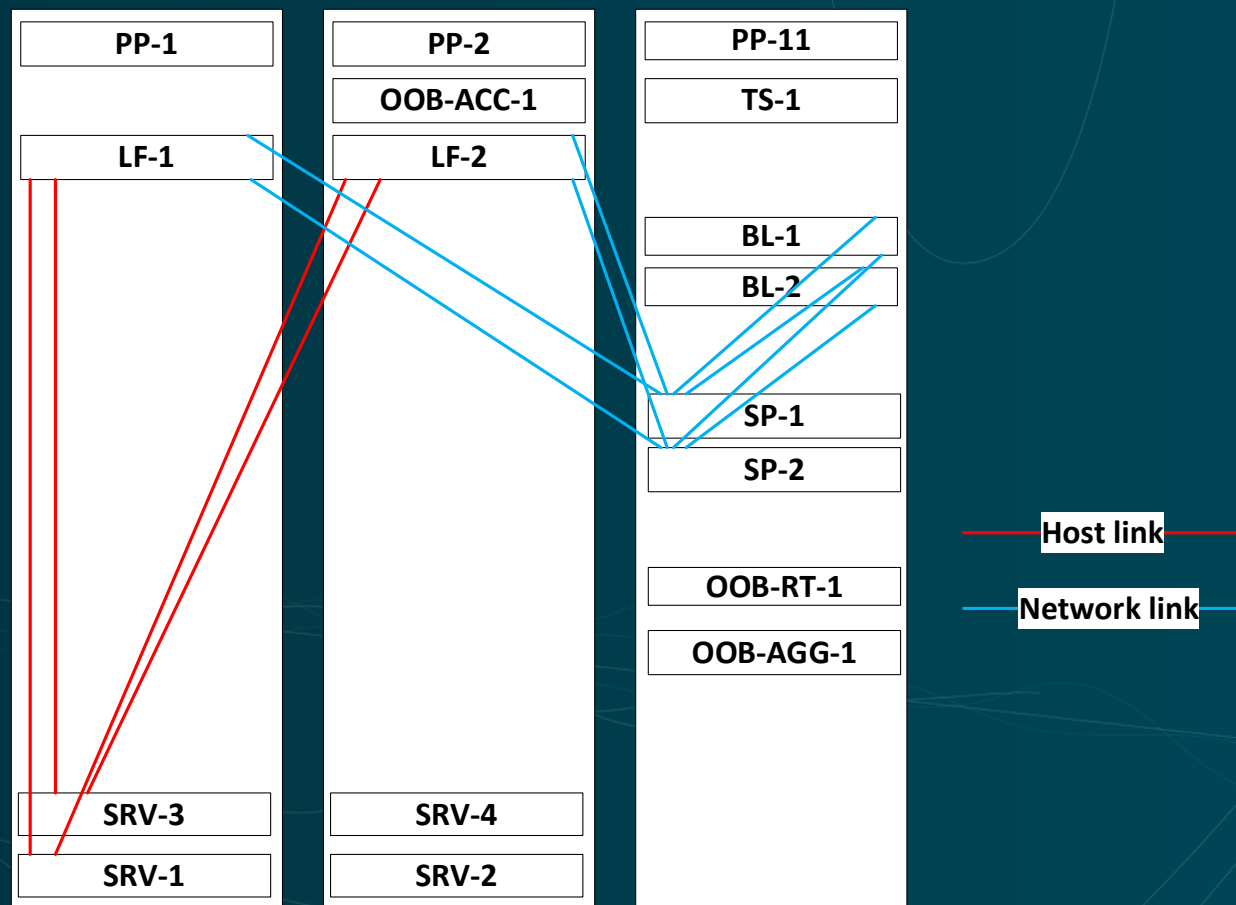 PP-1
LF-1
SRV-3
SRV-1
PP-2
OOB-ACC-1
LF-2
SRV-4
SRV-2
PP-11
TS-1
BL-1
BL-2
SP-1
SP-2
OOB-RT-1
OOB-AGG-1
Host link
Network link